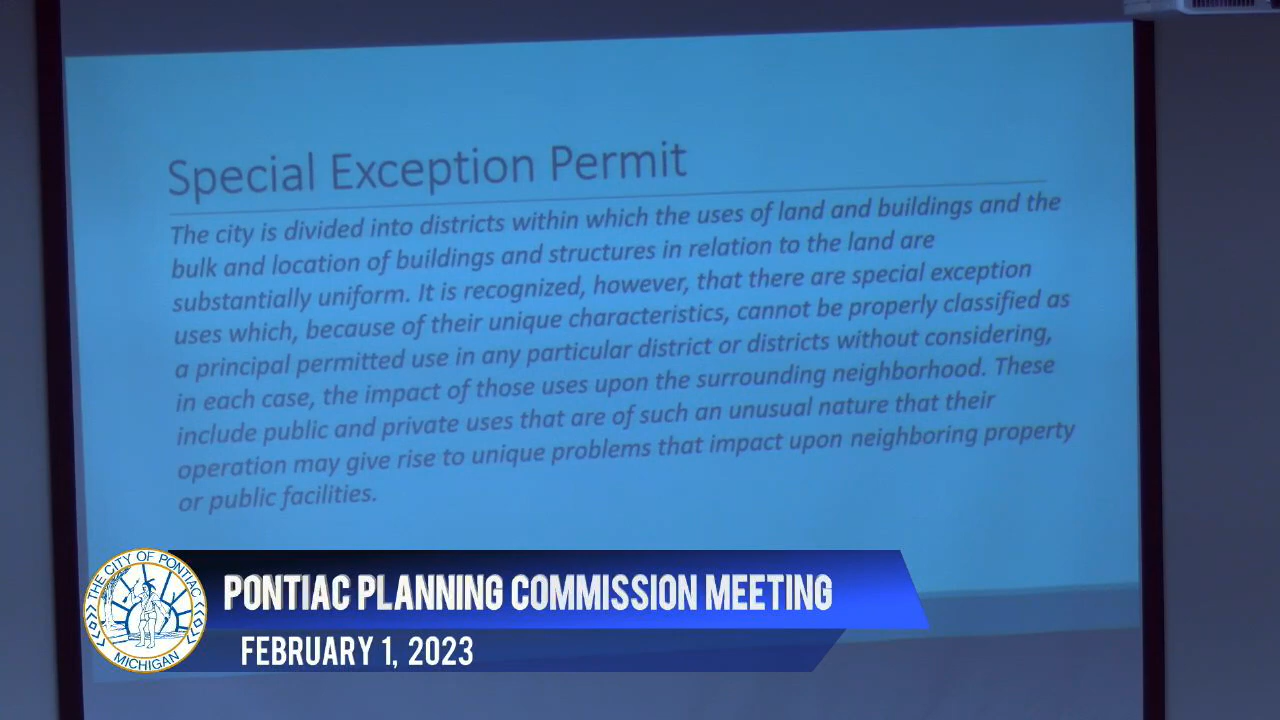 Special Exception Permit
The city is divided into districts within which the uses of land and buildings and the
bulk and location of buildings and structures in relation to the land are
substantially uniform. It is recognized, however, that there are special exception
uses which, because of their unique characteristics, cannot be properly classified as
a principal permitted use in any particular district or districts without considering,
in each case, the impact of those uses upon the surrounding neighborhood. These
include public and private uses that are of such an unusual nature that their
operation may give rise to unique problems that impact upon neighboring property
or public facilities.
THE CITY OF PONTIAC
MICHIGAN
PONTIAC PLANNING COMMISSION MEETING
FEBRUARY 1, 2023